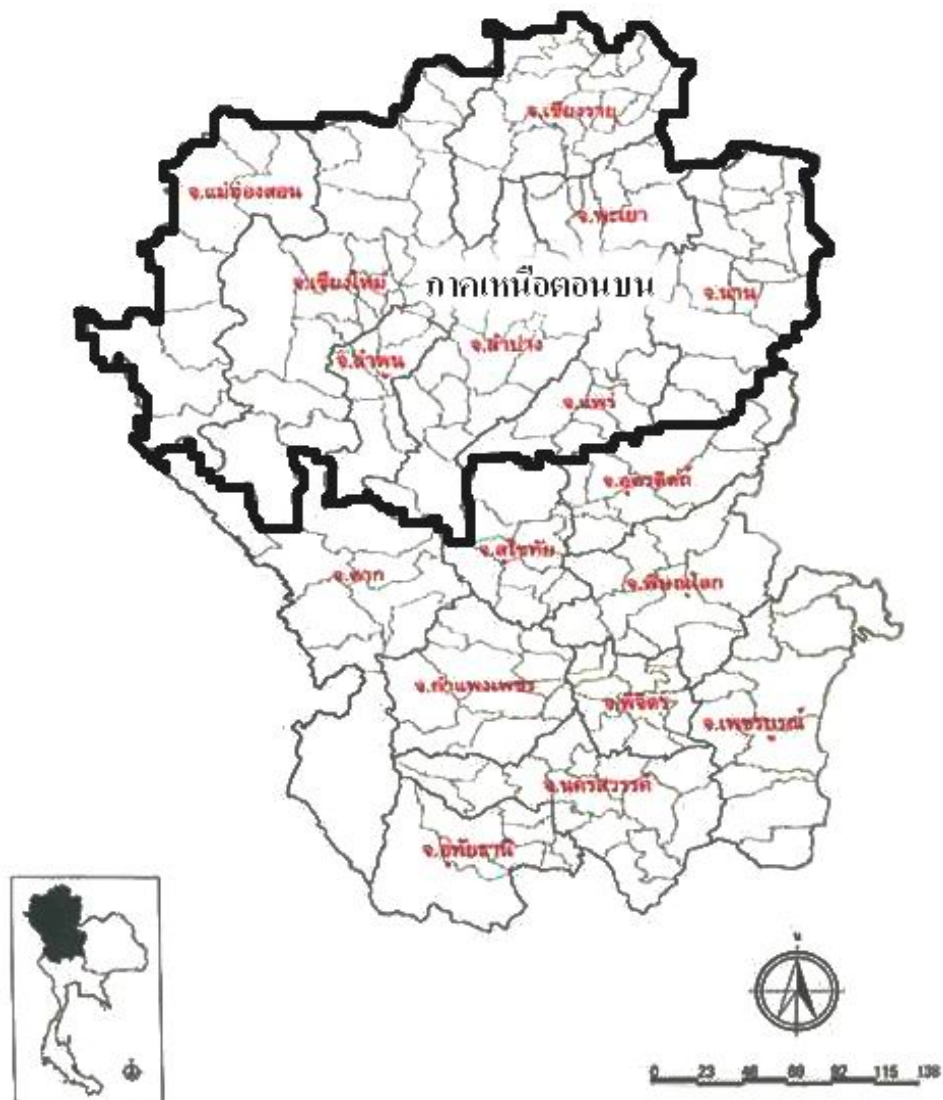 จ.เชียงราย
จ.แม่ฮ่องสอน
จ.พะเยา
จ.เชียงใหม่
ภาคเหนือตอนบน
จ.น่าน
จ.ลำปาง
จ.ลำพูน
จ.แพร่
จ.อุตรดิตถ์
จ.สุโขทัย
จ.ตาก
จ.พิษณุโลก
จ.กำแพงเพชร
จ.พิจิตร
จ.เพชรบูรณ์
จ.นครสวรรค์
จ.อุทัยธานี
N
0 23 46 69 92 115 138